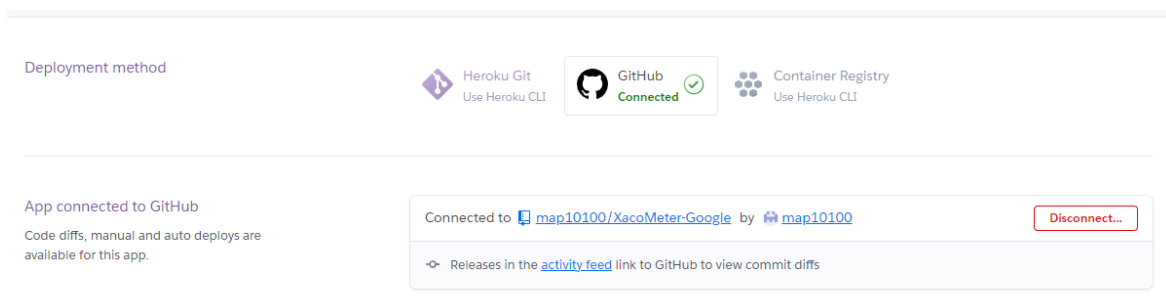 Deployment method
Heroku Git
Use Heroku CLI
GitHub
Connected
Container Registry
Use Heroku CLI
App connected to GitHub
Code diffs, manual and auto deploys are
available for this app.
Connected to map10100/XacoMeter-Google by map10100
Disconnect...
Releases in the activity feed link to GitHub to view commit diffs